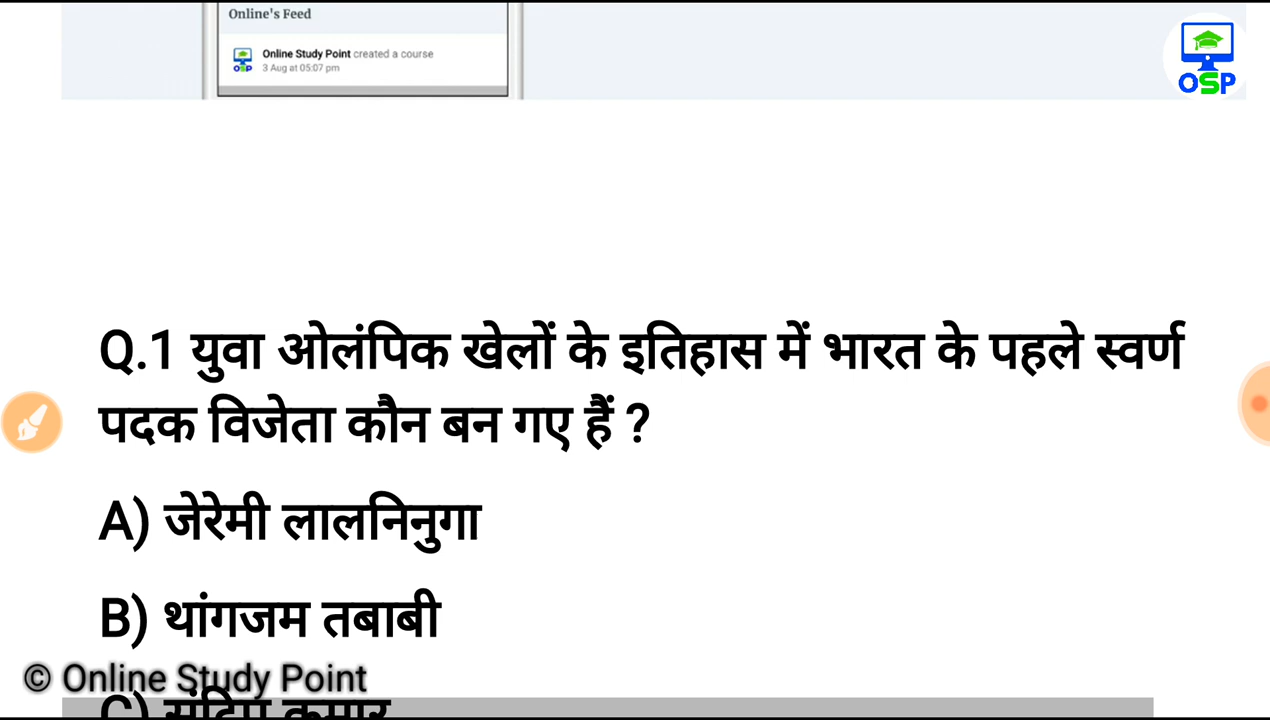 Online's Feed
Online Study Point created a course
3 Aug at 05:07 pm
OSP
OSP
Q.1 युवा ओलंपिक खेलों के इतिहास में भारत के पहले स्वर्ण
पदक विजेता कौन बन गए हैं ?
A) जेरेमी लालनिनुगा
B) थांगजम तबाबी
© Online Study Point
C) संदिप कुमार